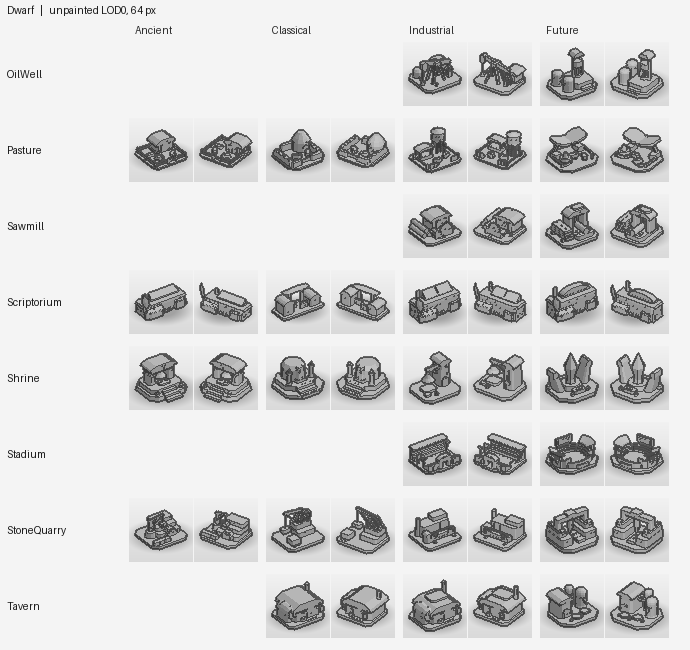 Dwarf | unpainted LOD0, 64 px
Ancient Classical Industrial Future
OilWell
Pasture
Sawmill
Scriptorium
Shrine
Stadium
StoneQuarry
Tavern